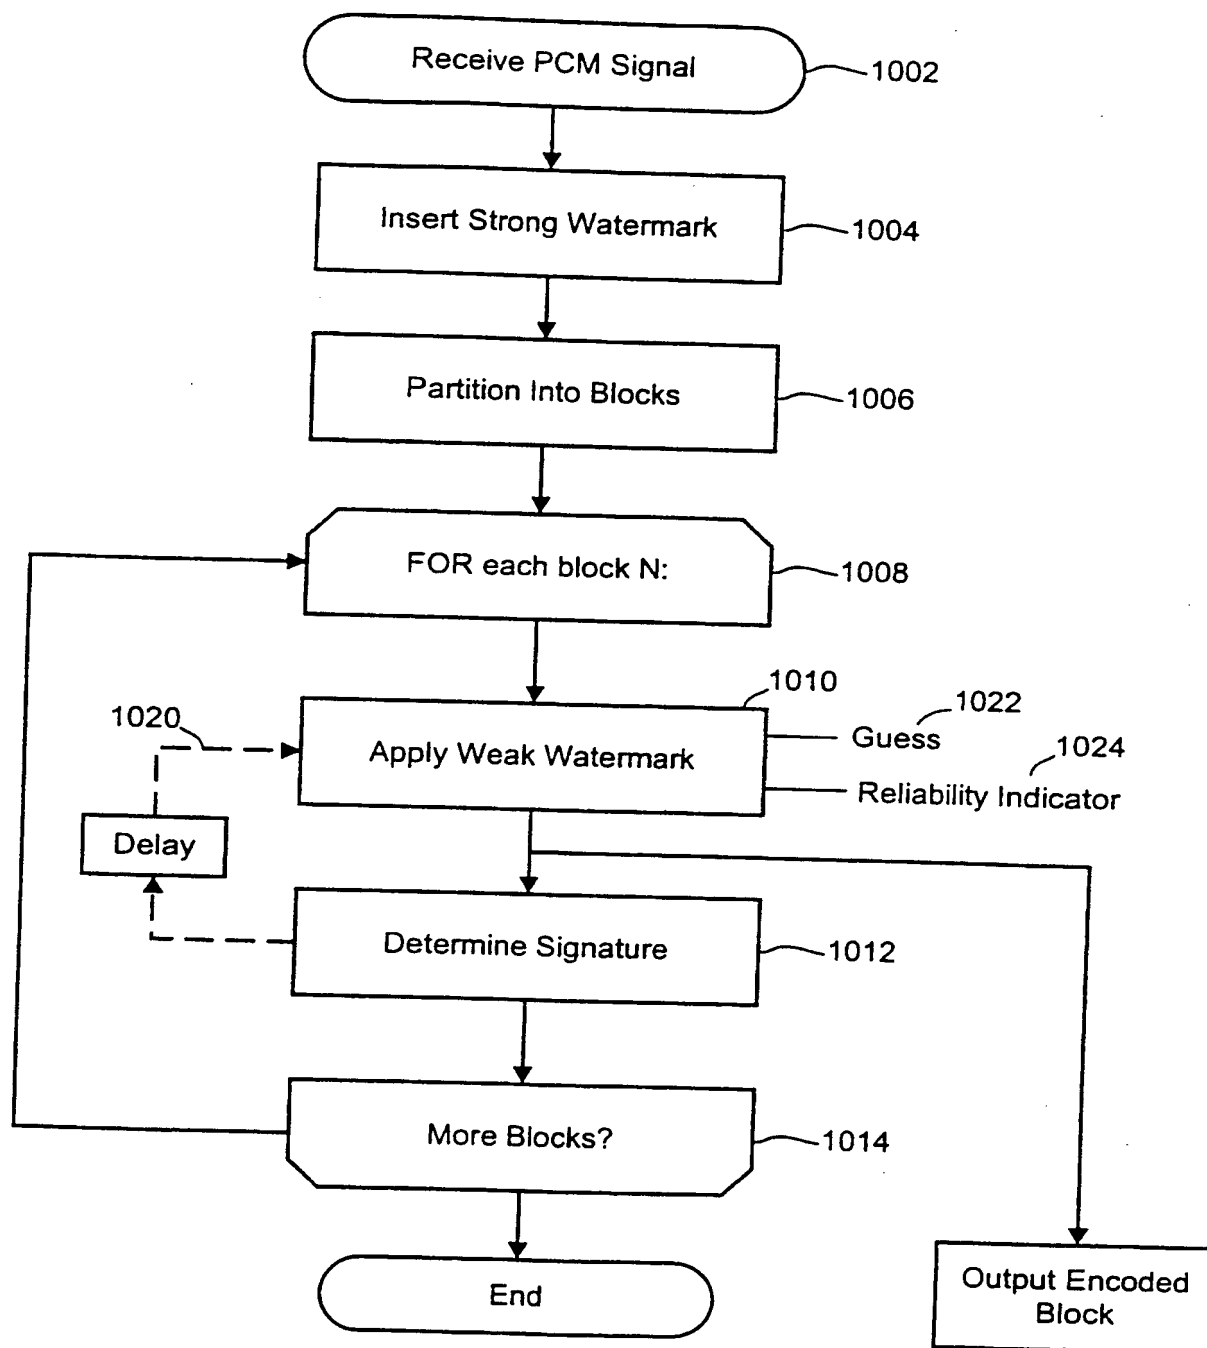 Receive PCM Signal
1002
Insert Strong Watermark
1004
Partition Into Blocks
1006
FOR each block N:
1008
1010
1020
Apply Weak Watermark
Guess
1022
Reliability Indicator
1024
Delay
Determine Signature
1012
More Blocks?
1014
End
Output Encoded
Block